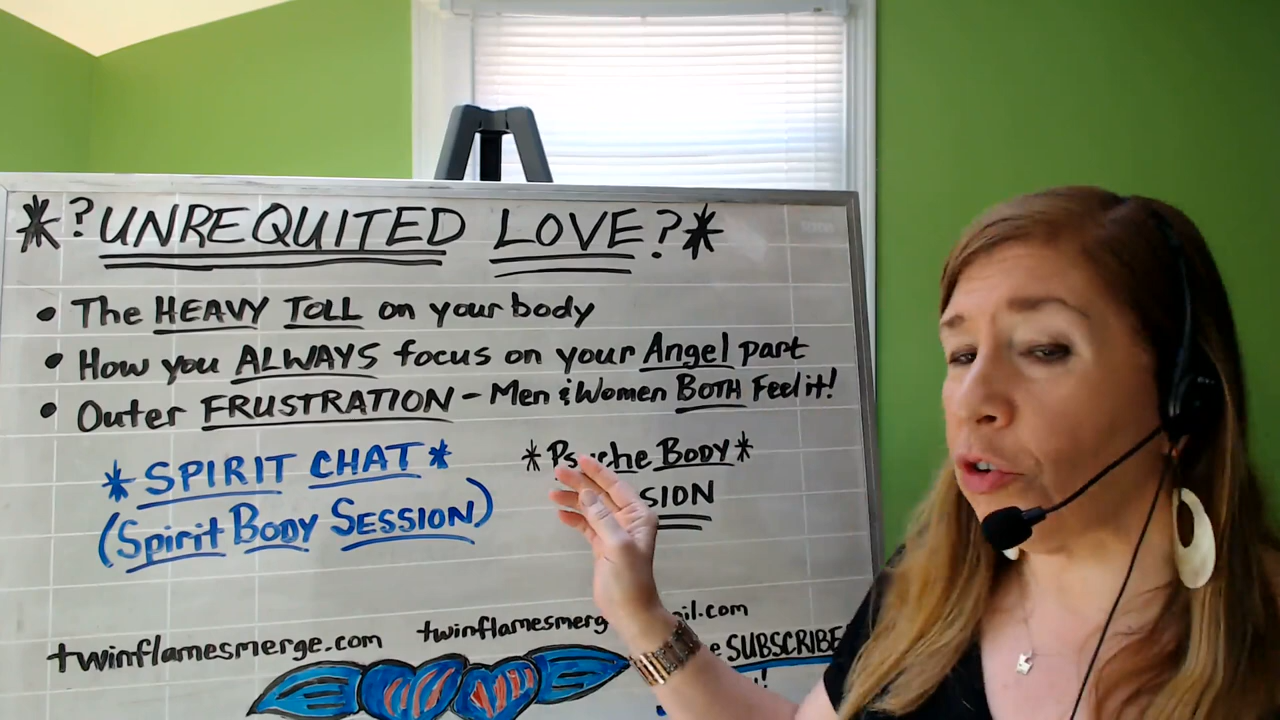 *?UNREQUITED LOVE?*
• The HEAVY TOLL on your body
• How you ALWAYS focus on your Angel part
• Outer FRUSTRATION - Men & Women BOTH Feel it!
*SPIRIT CHAT*
(Spirit BODY SESSION)
*Psyche BODY*
SION
twinflamesmerge.com
twinflamesmerg il.com
e SUBSCRIBE
!